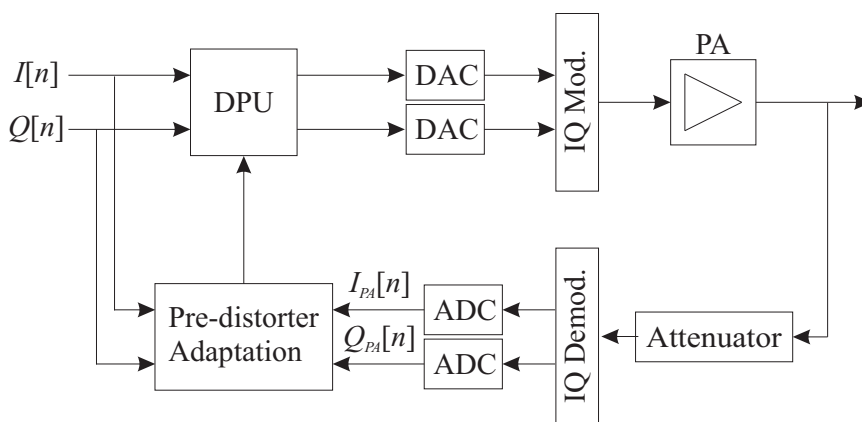 PA
I[n]
DPU
DAC
Q[n]
DAC
IQ Mod.
Pre-distorter
Adaptation
I_PA[n]
ADC
Q_PA[n]
ADC
IQ Demod.
Attenuator